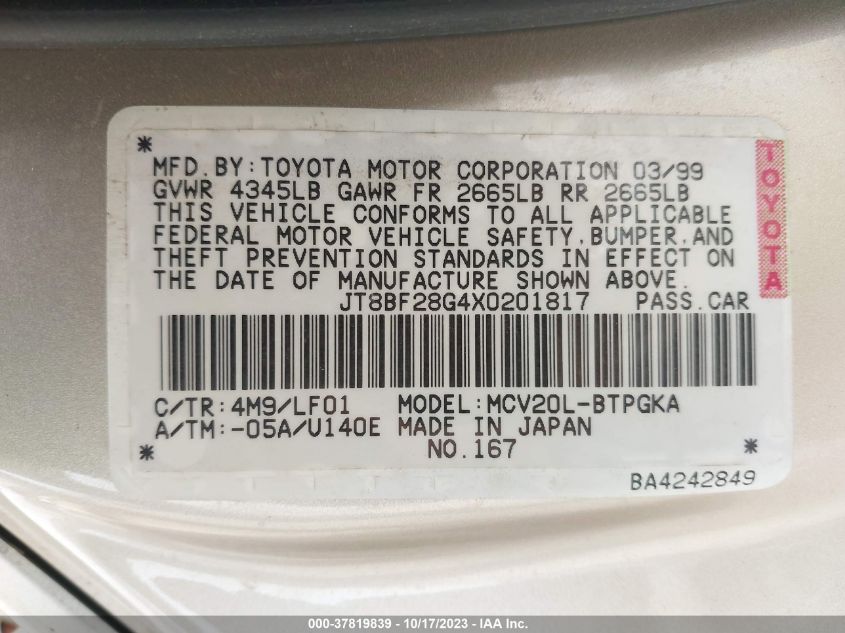 *
MFD.BY:TOYOTA MOTOR CORPORATION 03/99
GVWR 4345LB GAWR FR 2665LB RR 2665LB
THIS VEHICLE CONFORMS TO ALL APPLICABLE
FEDERAL MOTOR VEHICLE SAFETY,BUMPER,AND
THEFT PREVENTION STANDARDS IN EFFECT ON
THE DATE OF MANUFACTURE SHOWN ABOVE.
JT8BF28G4X0201817 PASS.CAR
TOYOTA
C/TR:4M9/LF01 MODEL:MCV20L-BTPGKA
A/TM:-05A/U140E MADE IN JAPAN
* NO.167 *
BA4242849
000-37819839 - 10/17/2023 - IAA Inc.